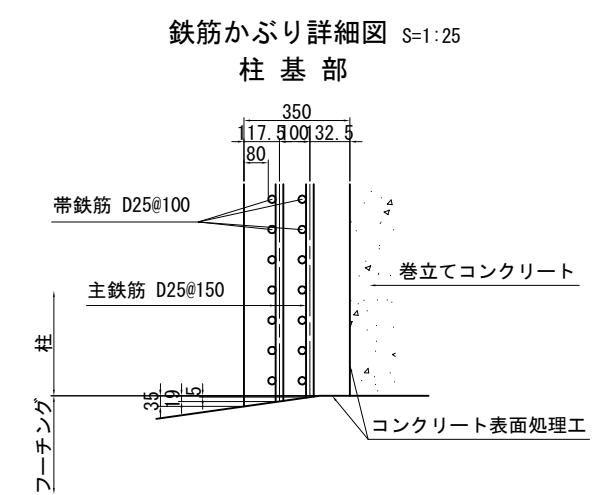 鉄筋かぶり詳細図 S=1:25
柱 基 部
350
117.5 100 132.5
80
帯鉄筋 D25@100
巻立てコンクリート
主鉄筋 D25@150
柱
35
19
5
コンクリート表面処理工
フーチング